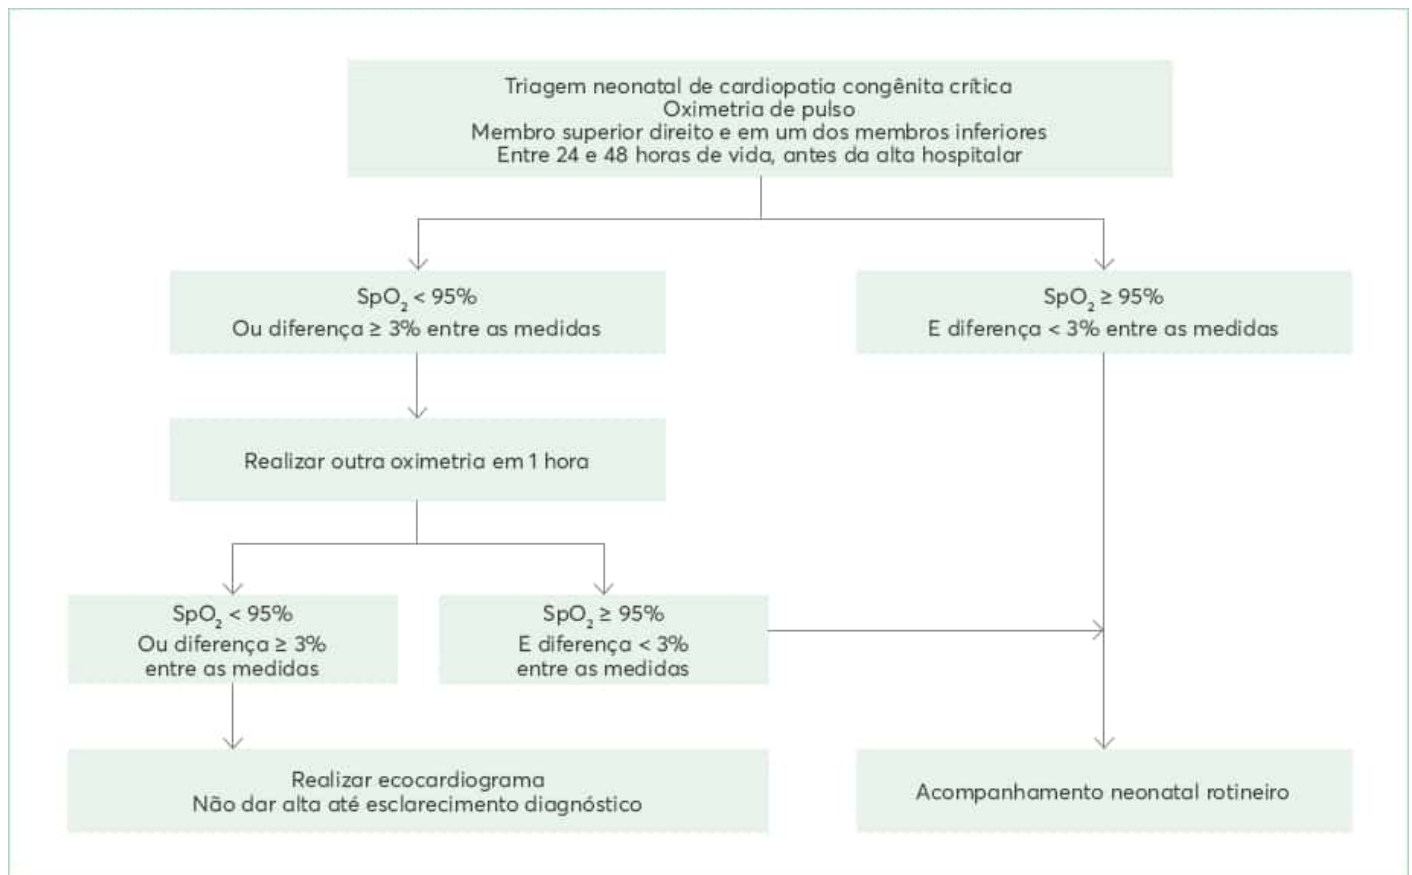 Triagem neonatal de cardiopatia congênita crítica
Oximetria de pulso
Membro superior direito e em um dos membros inferiores
Entre 24 e 48 horas de vida, antes da alta hospitalar
SpO₂ < 95%
Ou diferença ≥ 3% entre as medidas
SpO₂ ≥ 95%
E diferença < 3% entre as medidas
Realizar outra oximetria em 1 hora
SpO₂ < 95%
Ou diferença ≥ 3%
entre as medidas
SpO₂ ≥ 95%
E diferença < 3%
entre as medidas
Realizar ecocardiograma
Não dar alta até esclarecimento diagnóstico
Acompanhamento neonatal rotineiro